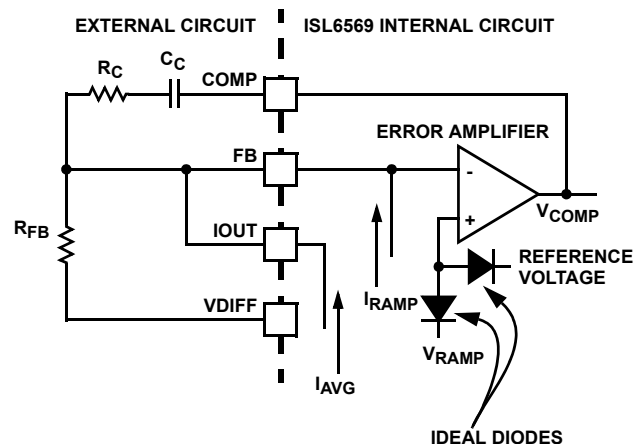 EXTERNAL CIRCUIT
ISL6569 INTERNAL CIRCUIT
RC
CC
COMP
ERROR AMPLIFIER
FB
-
+
VCOMP
RFB
IOUT
REFERENCE
VOLTAGE
IRAMP
VDIFF
VRAMP
IAVG
IDEAL DIODES